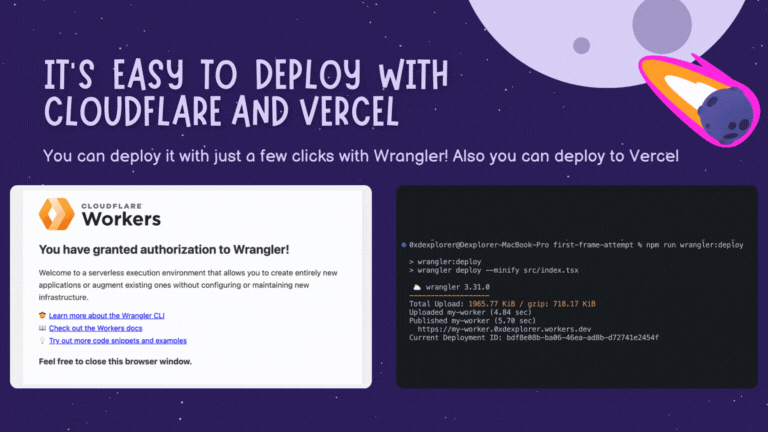 IT'S EASY TO DEPLOY WITH
CLOUDFLARE AND VERCEL
You can deploy it with just a few clicks with Wrangler! Also you can deploy to Vercel
CLOUDFLARE
Workers
You have granted authorization to Wrangler!
Welcome to a serverless execution environment that allows you to create entirely new
applications or augment existing ones without configuring or maintaining new
infrastructure.
Learn more about the Wrangler CLI
Check out the Workers docs
Try out more code snippets and examples
Feel free to close this browser window.
0xdexplorer@Dexplorer-MacBook-Pro first-frame-attempt % npm run wrangler:deploy
> wrangler:deploy
> wrangler deploy --minify src/index.tsx
wrangler 3.31.0
-------------------
Total Upload: 1965.77 KiB / gzip: 718.17 KiB
Uploaded my-worker (4.84 sec)
Published my-worker (5.70 sec)
https://my-worker.0xdexplorer.workers.dev
Current Deployment ID: bdf8e08b-ba06-46ea-ad8b-d72741e2454f